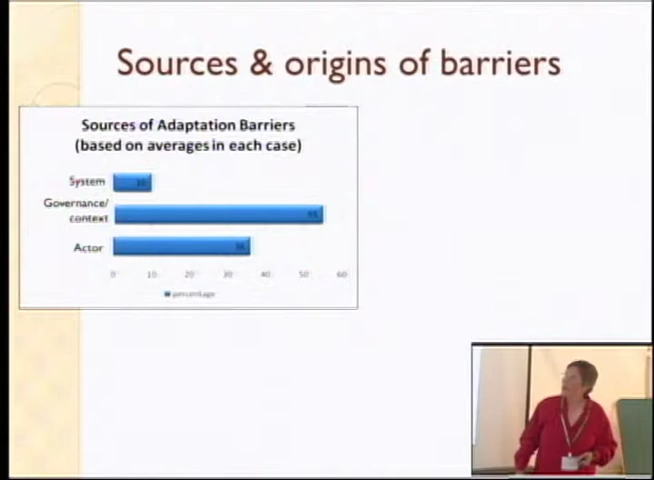 Sources & origins of barriers
Sources of Adaptation Barriers
(based on averages in each case)
System
Governance/
context
Actor
0 10 20 30 40 50 60
percentage